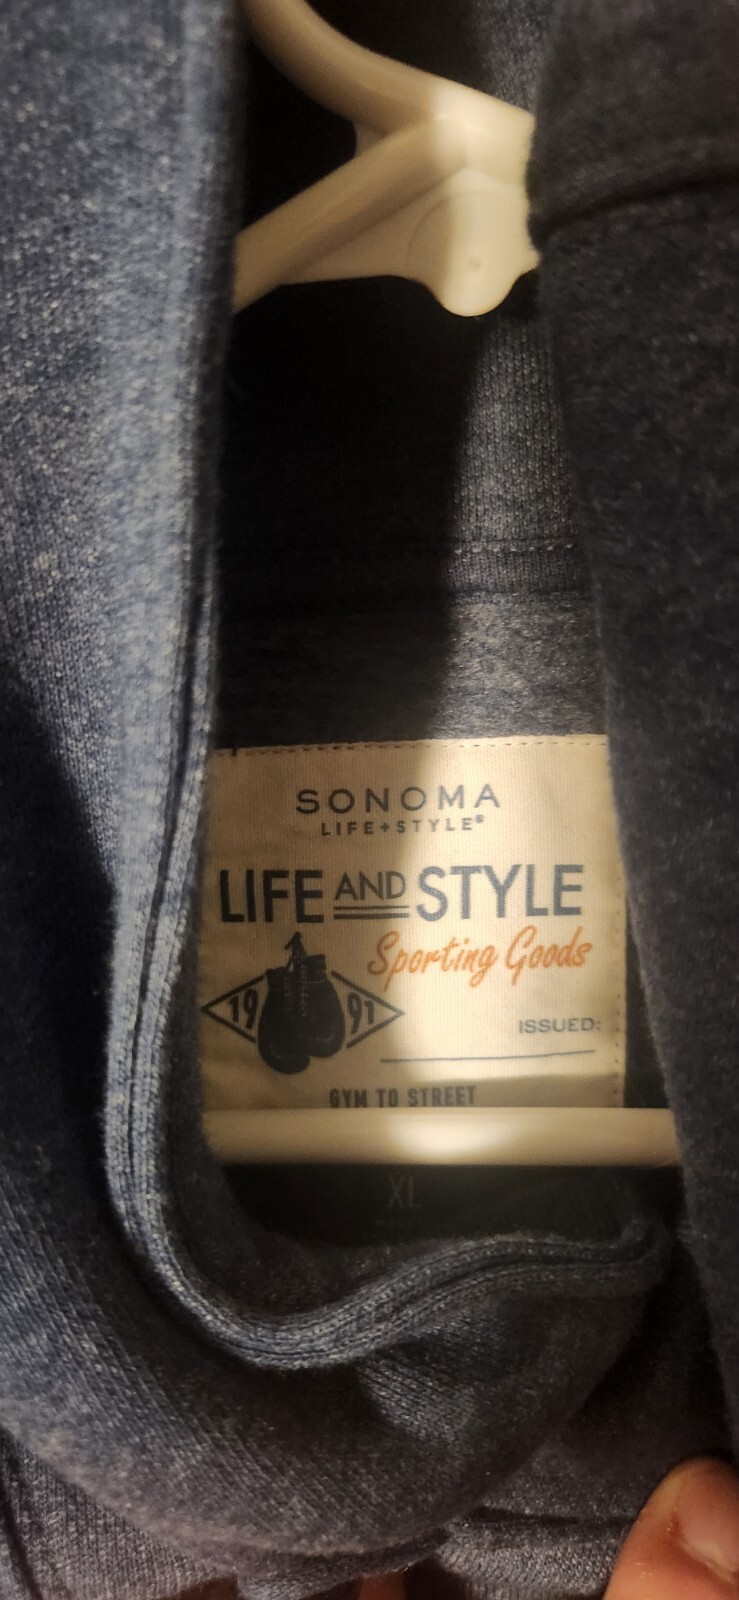 SONOMA
LIFE+STYLE®
LIFE AND STYLE
Sporting Goods
19 91
ISSUED:
GYM TO STREET
XL